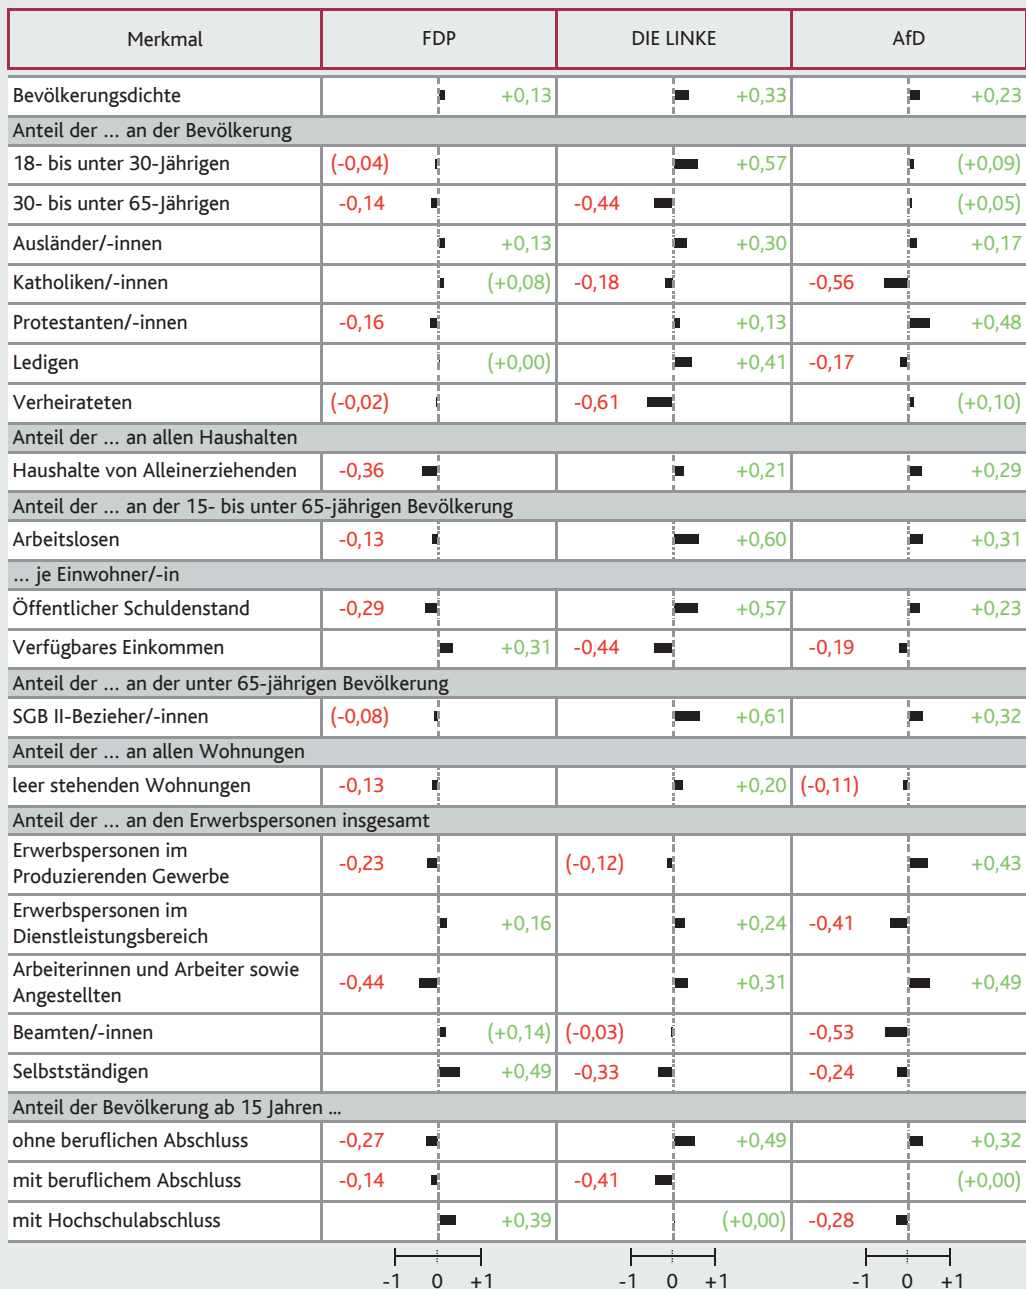 Merkmal FDP DIE LINKE AfD
Bevölkerungsdichte +0,13 +0,33 +0,23
Anteil der ... an der Bevölkerung
18- bis unter 30-Jährigen (-0,04) +0,57 (+0,09)
30- bis unter 65-Jährigen -0,14 -0,44 (+0,05)
Ausländer/-innen +0,13 +0,30 +0,17
Katholiken/-innen (+0,08) -0,18 -0,56
Protestanten/-innen -0,16 +0,13 +0,48
Ledigen (+0,00) +0,41 -0,17
Verheirateten (-0,02) -0,61 (+0,10)
Anteil der ... an allen Haushalten
Haushalte von Alleinerziehenden -0,36 +0,21 +0,29
Anteil der ... an der 15- bis unter 65-jährigen Bevölkerung
Arbeitslosen -0,13 +0,60 +0,31
... je Einwohner/-in
Öffentlicher Schuldenstand -0,29 +0,57 +0,23
Verfügbares Einkommen +0,31 -0,44 -0,19
Anteil der ... an der unter 65-jährigen Bevölkerung
SGB II-Bezieher/-innen (-0,08) +0,61 +0,32
Anteil der ... an allen Wohnungen
leer stehenden Wohnungen -0,13 +0,20 (-0,11)
Anteil der ... an den Erwerbspersonen insgesamt
Erwerbspersonen im
Produzierenden Gewerbe -0,23 (-0,12) +0,43
Erwerbspersonen im
Dienstleistungsbereich +0,16 +0,24 -0,41
Arbeiterinnen und Arbeiter sowie
Angestellten -0,44 +0,31 +0,49
Beamten/-innen (+0,14) (-0,03) -0,53
Selbstständigen +0,49 -0,33 -0,24
Anteil der Bevölkerung ab 15 Jahren ...
ohne beruflichen Abschluss -0,27 +0,49 +0,32
mit beruflichem Abschluss -0,14 -0,41 (+0,00)
mit Hochschulabschluss +0,39 (+0,00) -0,28
-1 0 +1 -1 0 +1 -1 0 +1